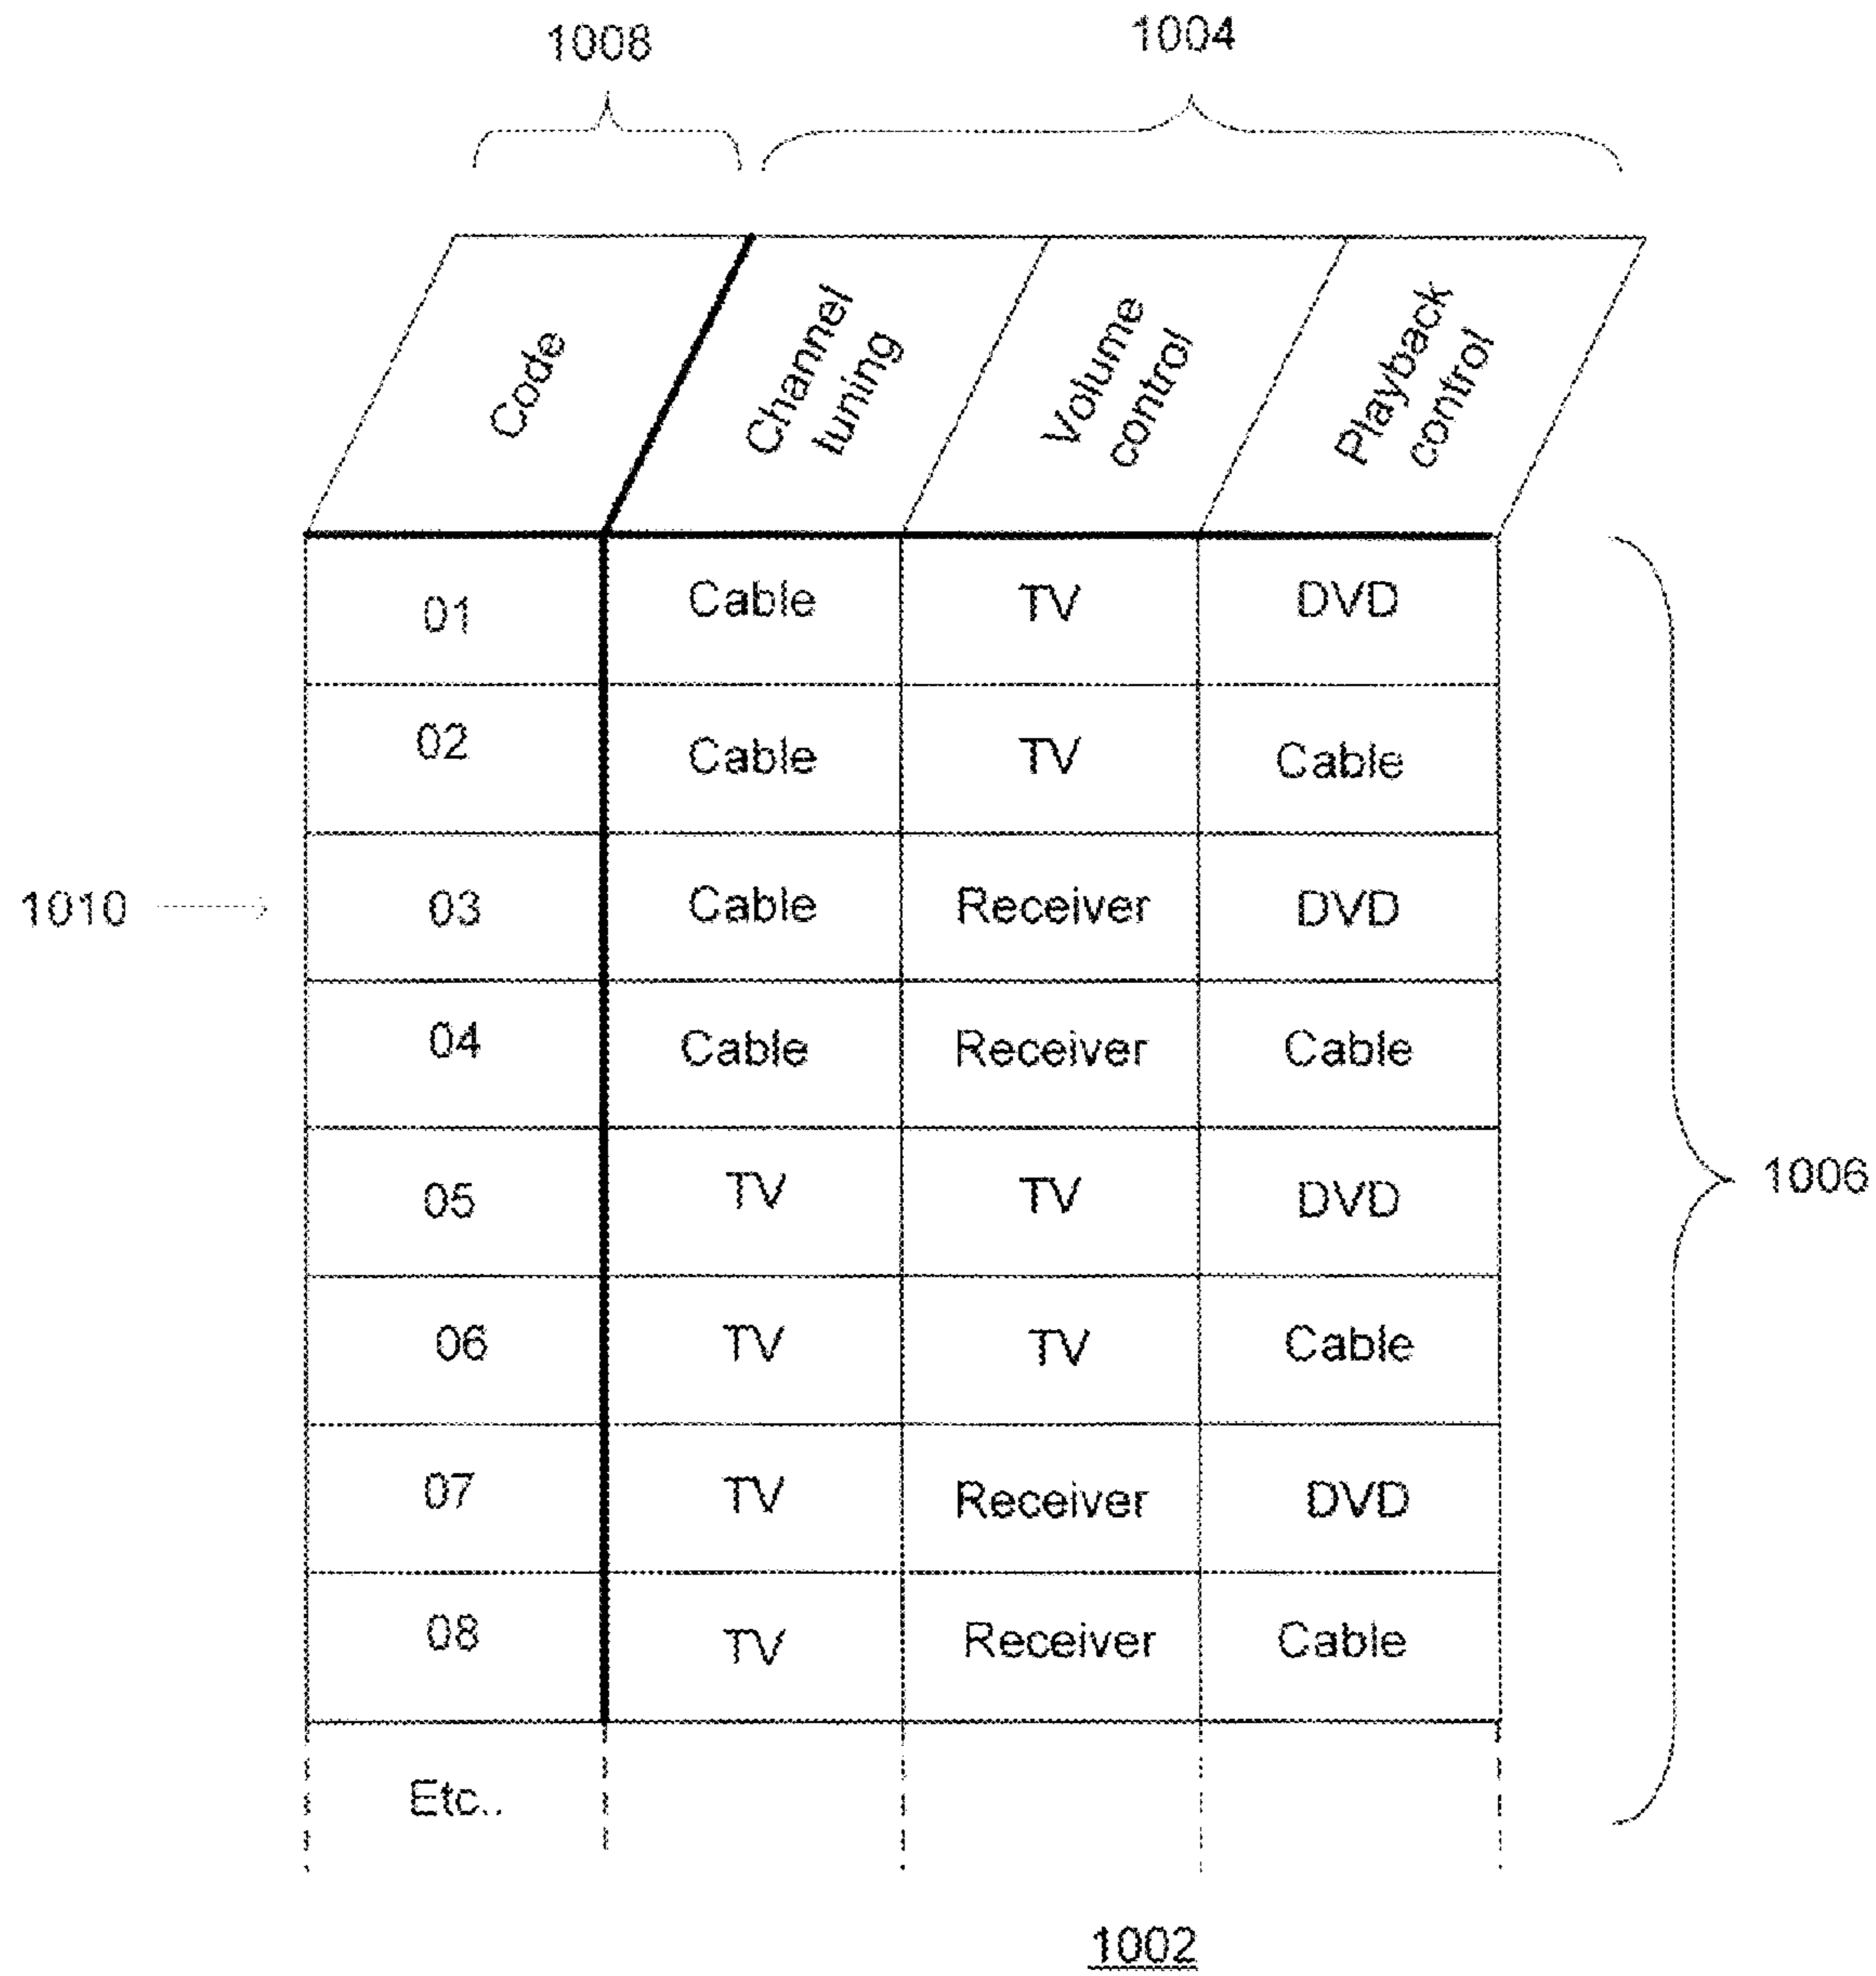 1008 1004
Code Channel tuning Volume control Playback control
01 Cable TV DVD
02 Cable TV Cable
1010 03 Cable Receiver DVD
04 Cable Receiver Cable
05 TV TV DVD
1006
06 TV TV Cable
07 TV Receiver DVD
08 TV Receiver Cable
Etc..
1002